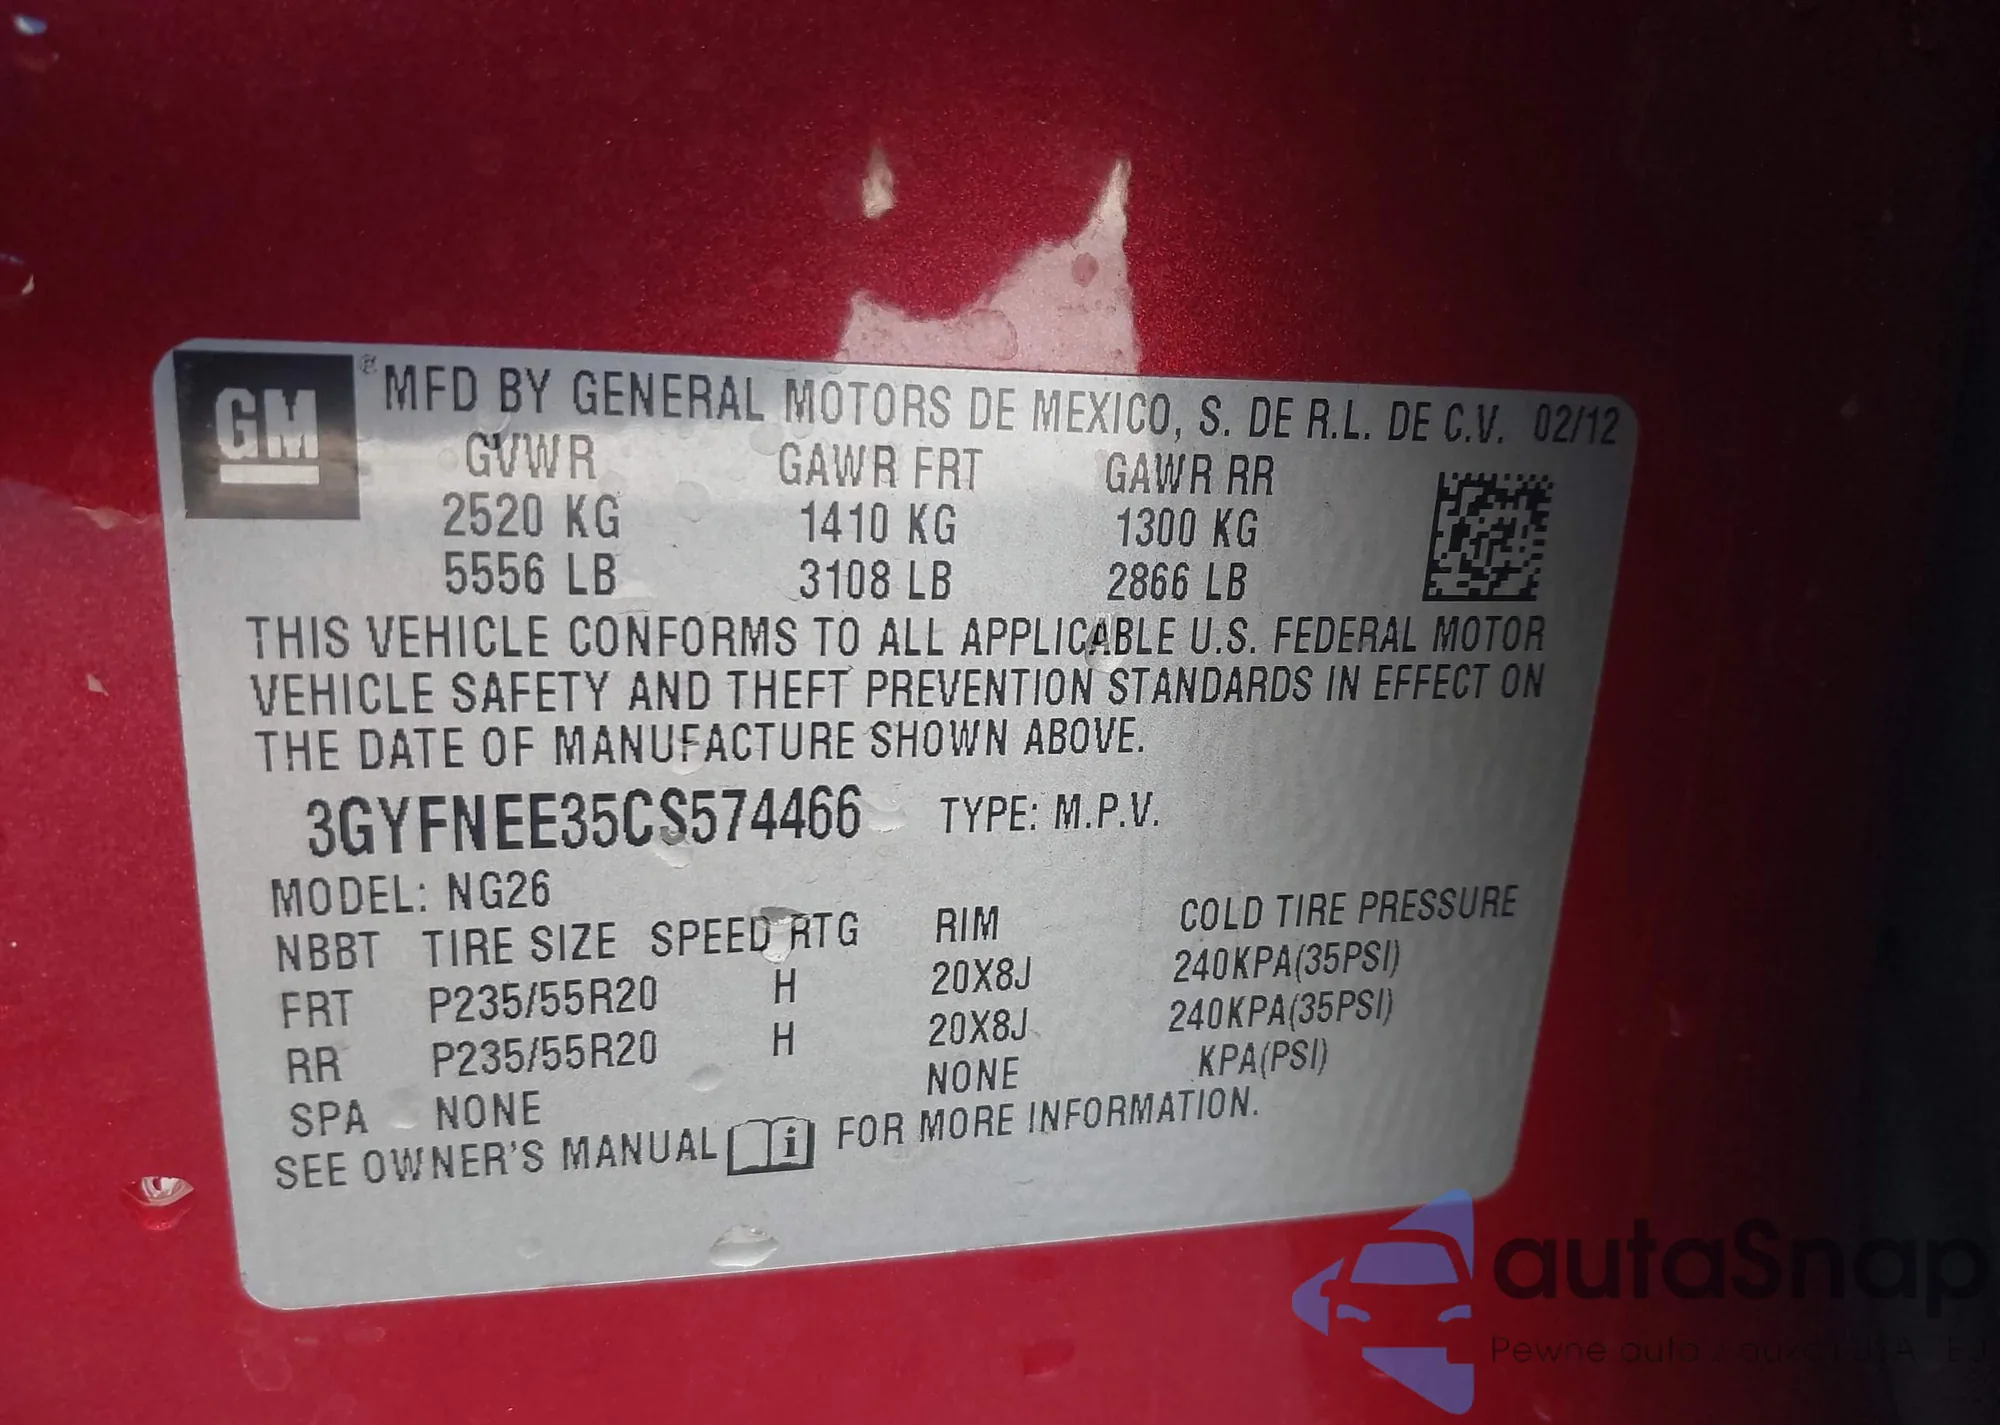 GM ® MFD BY GENERAL MOTORS DE MEXICO, S. DE R.L. DE C.V. 02/12
GVWR GAWR FRT GAWR RR
2520 KG 1410 KG 1300 KG
5556 LB 3108 LB 2866 LB
THIS VEHICLE CONFORMS TO ALL APPLICABLE U.S. FEDERAL MOTOR
VEHICLE SAFETY AND THEFT PREVENTION STANDARDS IN EFFECT ON
THE DATE OF MANUFACTURE SHOWN ABOVE.
3GYFNEE35CS574466 TYPE: M.P.V.
MODEL: NG26
NBBT TIRE SIZE SPEED RTG RIM COLD TIRE PRESSURE
FRT P235/55R20 H 20X8J 240KPA(35PSI)
RR P235/55R20 H 20X8J 240KPA(35PSI)
SPA NONE NONE KPA(PSI)
SEE OWNER'S MANUAL i FOR MORE INFORMATION.
autaSnap
Pewne auto z